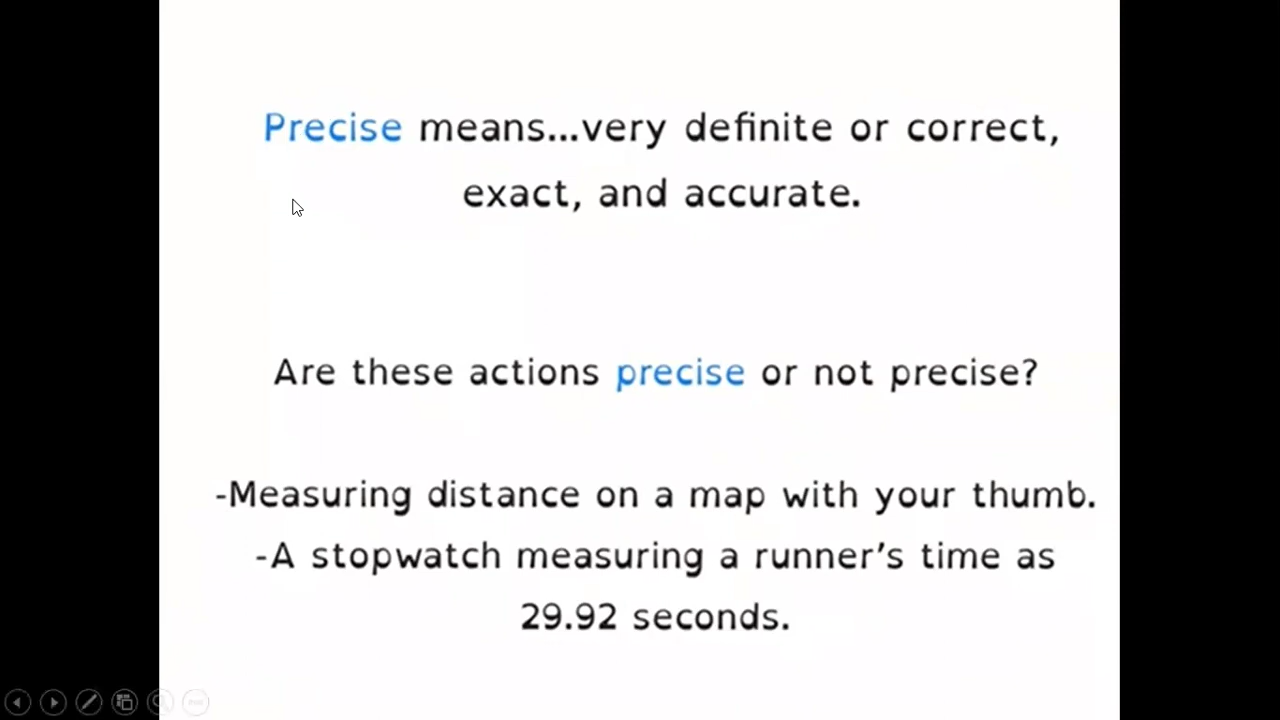 Precise means...very definite or correct,
exact, and accurate.
Are these actions precise or not precise?
-Measuring distance on a map with your thumb.
-A stopwatch measuring a runner’s time as
29.92 seconds.